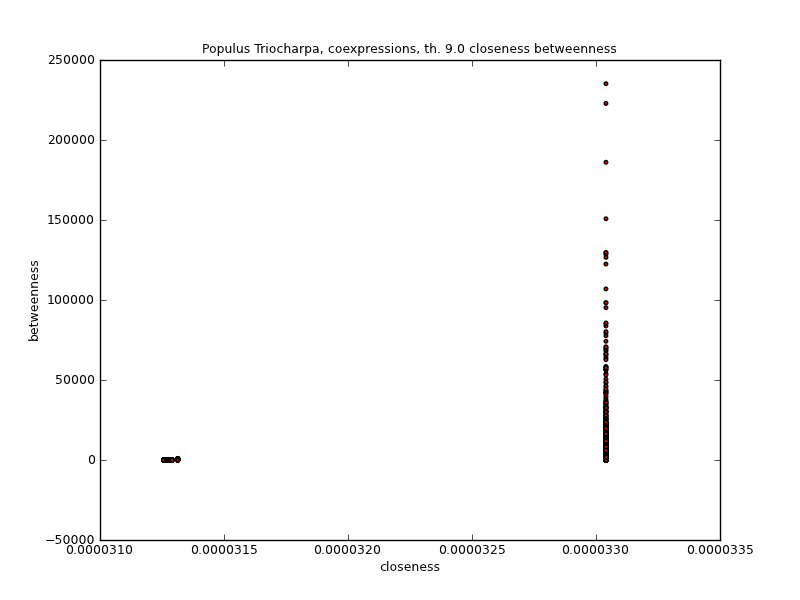 Populus Triocharpa, coexpressions, th. 9.0 closeness betweenness
250000
200000
150000
100000
50000
0
−50000
betweenness
0.0000310 0.0000315 0.0000320 0.0000325 0.0000330 0.0000335
closeness